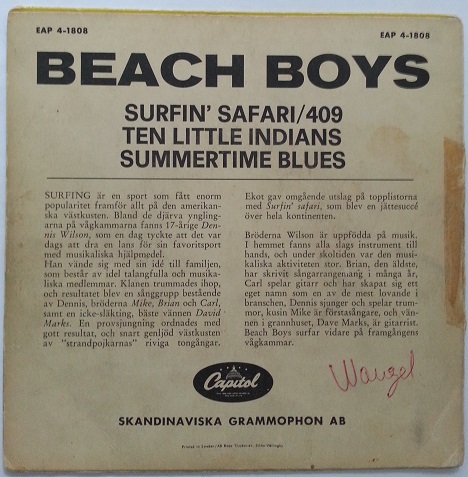 EAP 4-1808 EAP 4-1808
BEACH BOYS
SURFIN' SAFARI/409
TEN LITTLE INDIANS
SUMMERTIME BLUES
SURFING är en sport som fått enorm
popularitet framför allt på den amerikan-
ska västkusten. Bland de djärva yngling-
arna på vågkammarna fanns 17-årige Den-
nis Wilson, som en dag tyckte att det var
dags att dra en lans för sin favoritsport
med musikaliska hjälpmedel.
Han vände sig med sin idé till familjen,
som består av idel talangfulla och musika-
liska medlemmar. Klanen trummades ihop,
och resultatet blev en sånggrupp bestående
av Dennis, bröderna Mike, Brian och Carl,
samt en icke-släkting, bäste vännen David
Marks. En provsjungning ordnades med
gott resultat, och snart genljöd västkusten
av "strandpojkarnas" riviga tongångar.
Ekot gav omgående utslag på topplistorna
med Surfin' safari, som blev en jättesuccé
över hela kontinenten.
Bröderna Wilson är uppfödda på musik.
I hemmet fanns alla slags instrument till
hands, och under skoltiden var den musi-
kaliska aktiviteten stor. Brian, den äldste,
har skrivit sångarrangemang i många år,
Carl spelar gitarr och har skapat sig ett
eget namn som en av de mest lovande i
branschen, Dennis sjunger och spelar trum-
mor, kusin Mike är förstasångare, och vän-
nen i grannhuset, Dave Marks, är gitarrist.
Beach Boys surfar vidare på framgångens
vågkammar.
Capitol
Wangel
SKANDINAVISKA GRAMMOPHON AB
Printed in Sweden